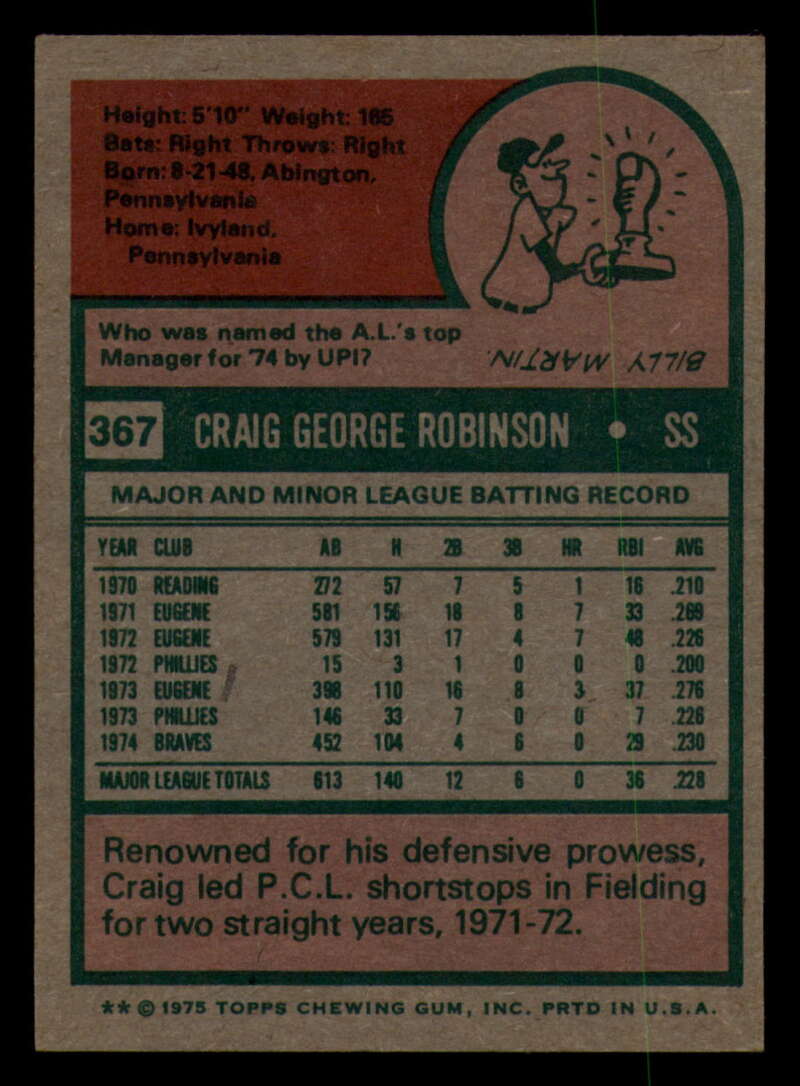 Height: 5'10" Weight: 165
Bats: Right Throws: Right
Born: 8-21-48, Abington,
Pennsylvania
Home: Ivyland,
Pennsylvania
Who was named the A.L.'s top
Manager for '74 by UPI?
BILLY MARTIN.
367 CRAIG GEORGE ROBINSON • SS
MAJOR AND MINOR LEAGUE BATTING RECORD
YEAR CLUB AB H 2B 3B HR RBI AVG
1970 READING 272 57 7 5 1 16 .210
1971 EUGENE 581 156 18 8 7 33 .269
1972 EUGENE 579 131 17 4 7 48 .226
1972 PHILLIES 15 3 1 0 0 0 .200
1973 EUGENE 398 110 16 8 3 37 .276
1973 PHILLIES 146 33 7 0 0 7 .226
1974 BRAVES 452 104 4 6 0 29 .230
MAJOR LEAGUE TOTALS 613 140 12 6 0 36 .228
Renowned for his defensive prowess,
Craig led P.C.L. shortstops in Fielding
for two straight years, 1971-72.
** © 1975 TOPPS CHEWING GUM, INC. PRTD IN U.S.A.